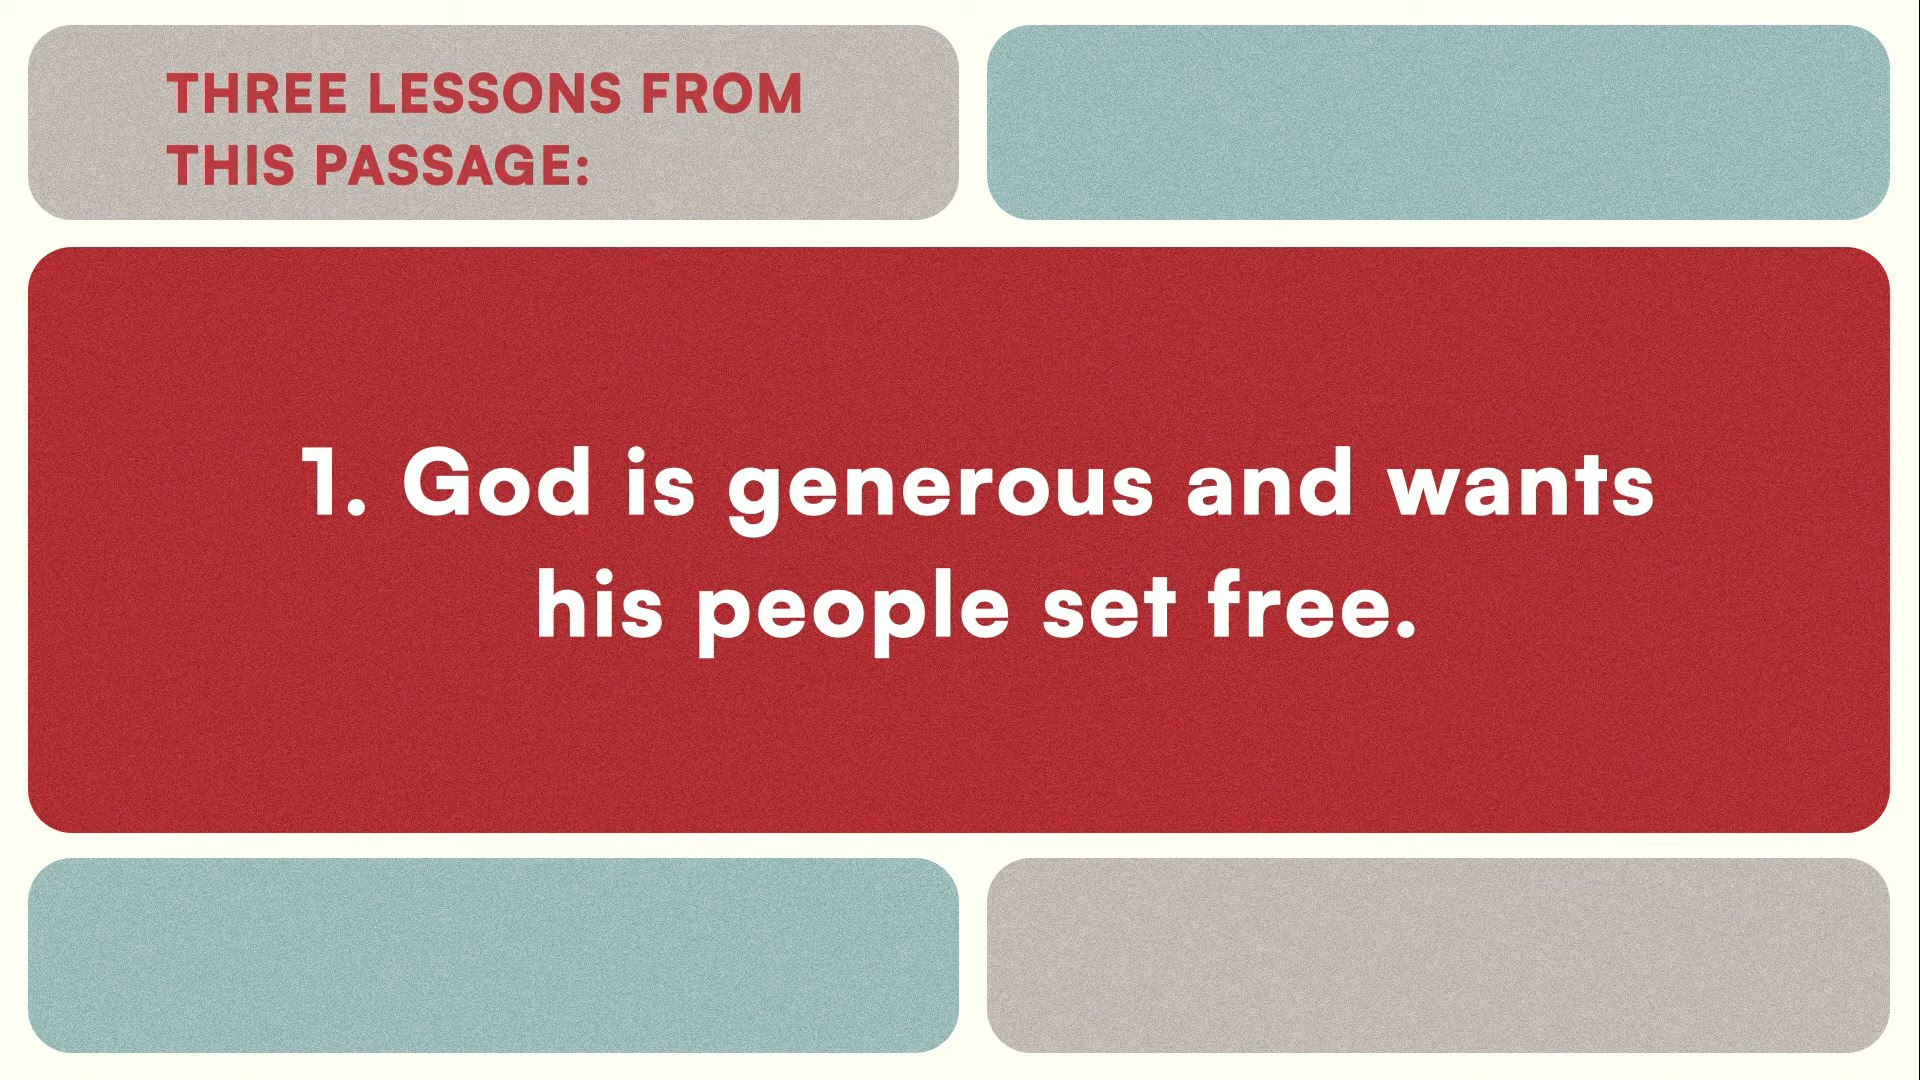 THREE LESSONS FROM
THIS PASSAGE:
1. God is generous and wants
his people set free.